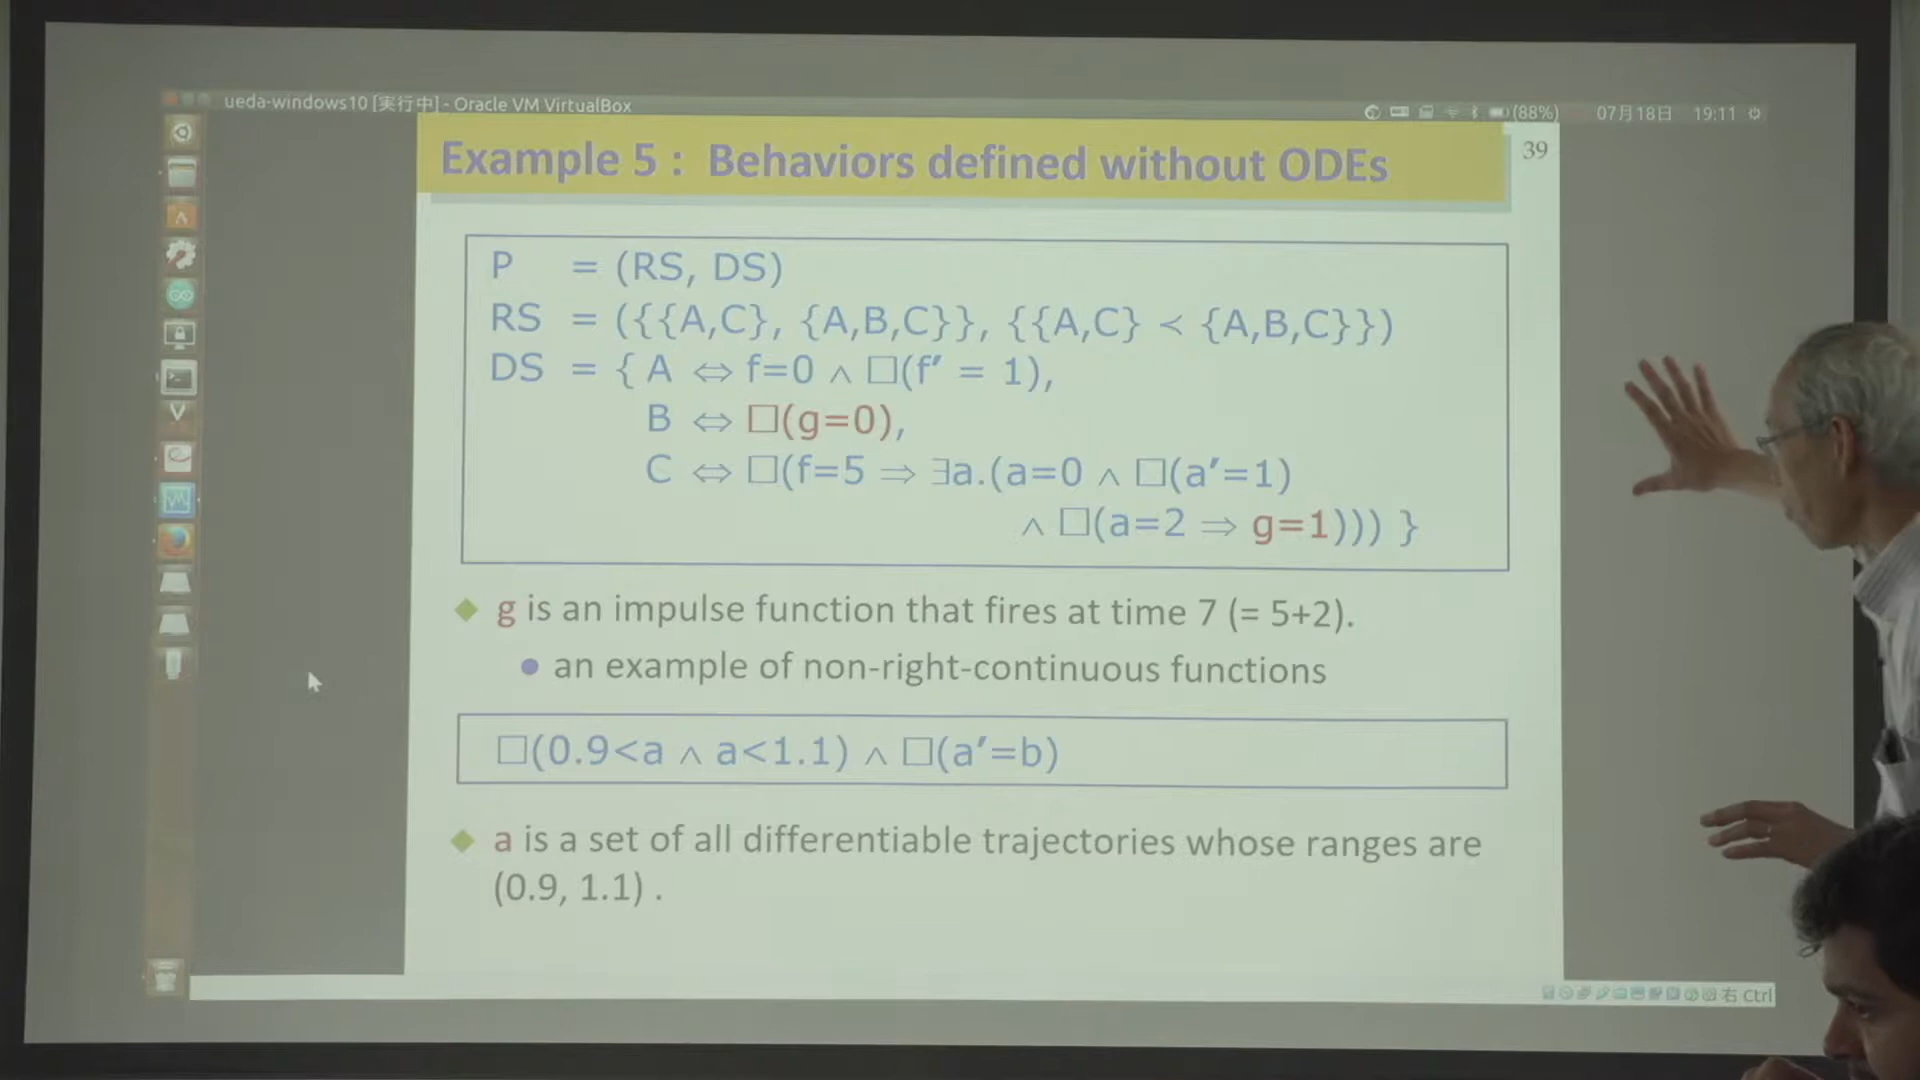 ueda-windows10 [実行中] - Oracle VM VirtualBox
(88%) 07月18日 19:11
Example 5 : Behaviors defined without ODEs
39
P = (RS, DS)
RS = ({{A,C}, {A,B,C}}, {{A,C} ≺ {A,B,C}})
DS = { A ⇔ f=0 ∧ □(f′ = 1),
B ⇔ □(g=0),
C ⇔ □(f=5 ⇒ ∃a.(a=0 ∧ □(a′=1)
∧ □(a=2 ⇒ g=1))) }
g is an impulse function that fires at time 7 (= 5+2).
an example of non-right-continuous functions
□(0.9<a ∧ a<1.1) ∧ □(a′=b)
a is a set of all differentiable trajectories whose ranges are
(0.9, 1.1) .
右 Ctrl